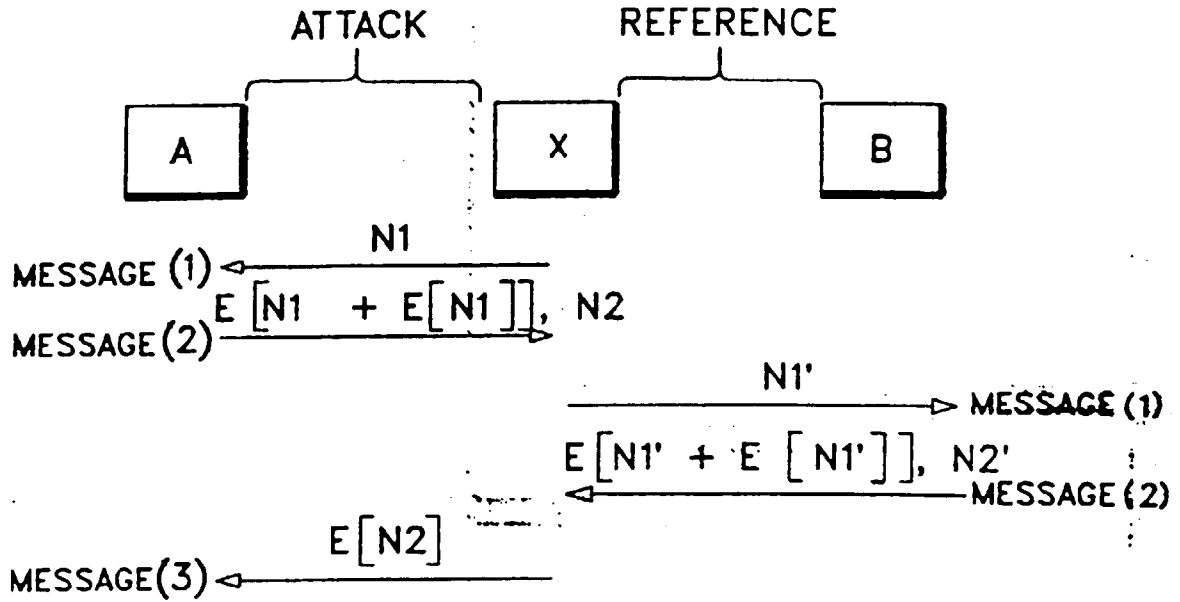 ATTACK REFERENCE
A X B
N1
MESSAGE (1)
E [N1 + E[N1]], N2
MESSAGE (2)
N1'
MESSAGE (1)
E [N1' + E [N1']], N2'
MESSAGE (2)
E[N2]
MESSAGE (3)